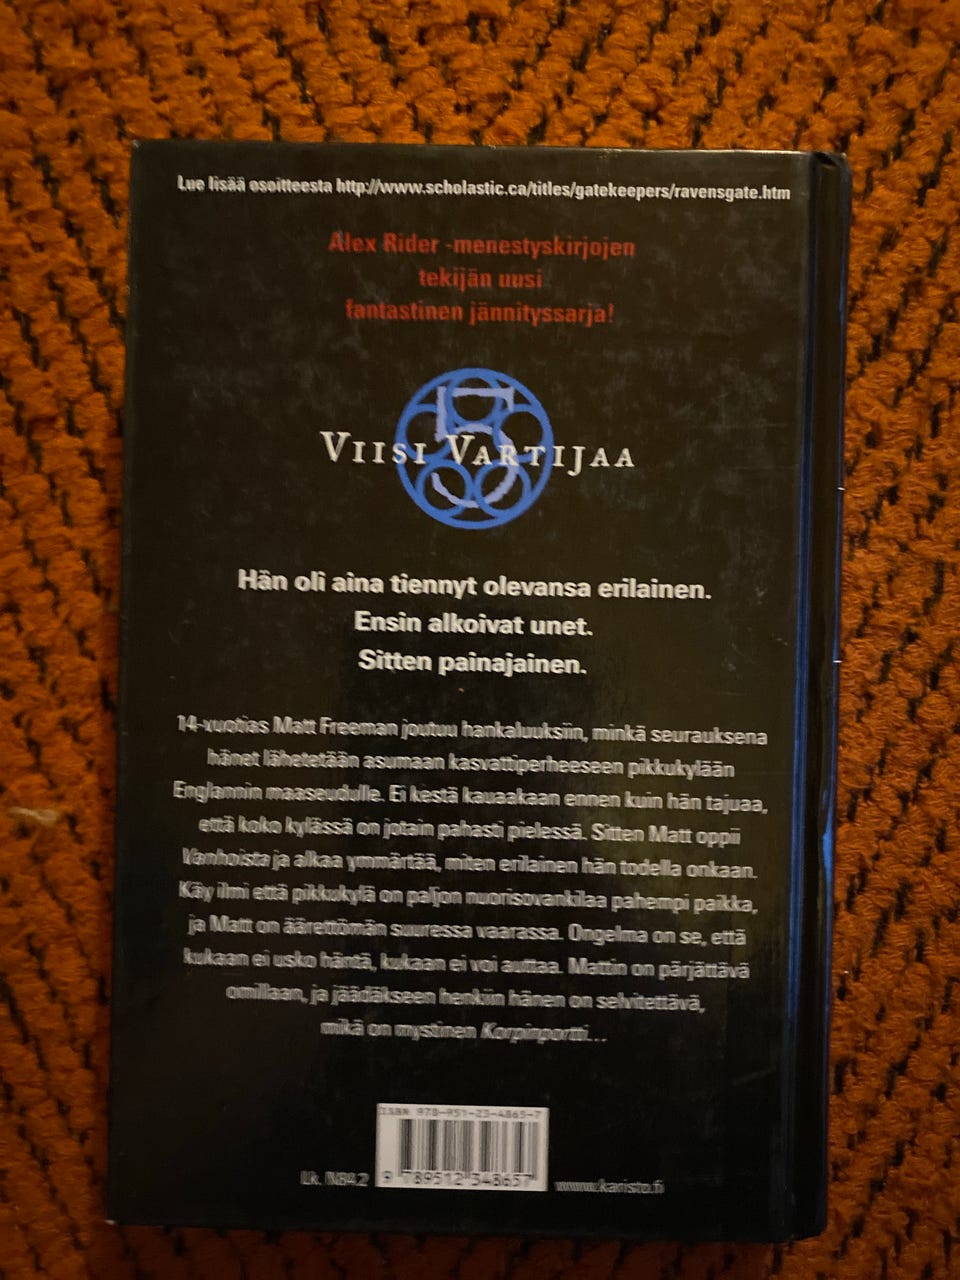 Lue lisää osoitteesta http://www.scholastic.ca/titles/gatekeepers/ravensgate.htm
Alex Rider -menestyskirjojen
tekijän uusi
fantastinen jännityssarja!
5
VIISI VARTIJAA
Hän oli aina tiennyt olevansa erilainen.
Ensin alkoivat unet.
Sitten painajainen.
14-vuotias Matt Freeman joutuu hankaluuksiin, minkä seurauksena
hänet lähetetään asumaan kasvattiperheeseen pikkukylään
Englannin maaseudulle. Ei kestä kauaakaan ennen kuin hän tajuaa,
että koko kylässä on jotain pahasti pielessä. Sitten Matt oppii
Vanhoista ja alkaa ymmärtää, miten erilainen hän todella onkaan.
Käy ilmi että pikkukylä on paljon nuorisovankilaa pahempi paikka,
ja Matt on äärettömän suuressa vaarassa. Ongelma on se, että
kukaan ei usko häntä, kukaan ei voi auttaa. Mattin on pärjättävä
omillaan, ja jäädäkseen henkiin hänen on selvitettävä,
mikä on mystinen Korpinportti...
ISBN 978-951-23-4865-7
9 789512 348657
Lk. N84.2
www.karisto.fi